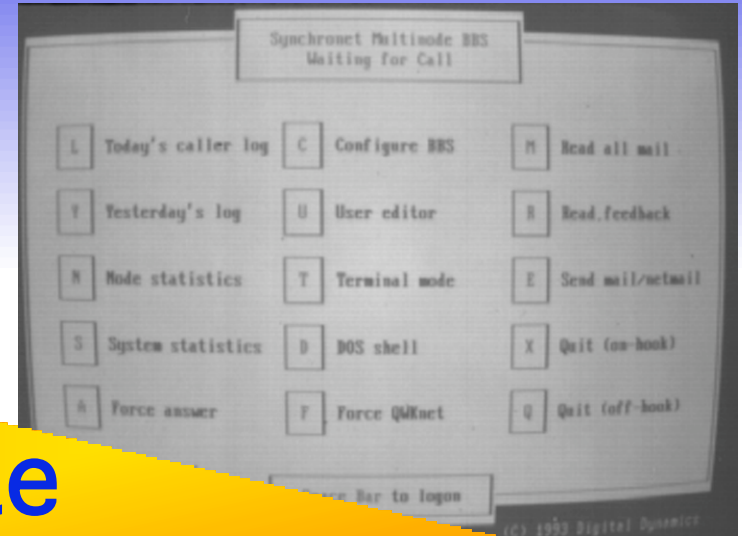 Synchronet Multinode BBS
Waiting for Call
L Today's caller log C Configure BBS M Read all mail
Y Yesterday's log U User editor R Read feedback
N Node statistics T Terminal mode E Send mail/netmail
S System statistics D DOS shell X Quit (on-hook)
A Force answer F Force QWKnet Q Quit (off-hook)
Bar to logon
(C) 1993 Digital Dynamics